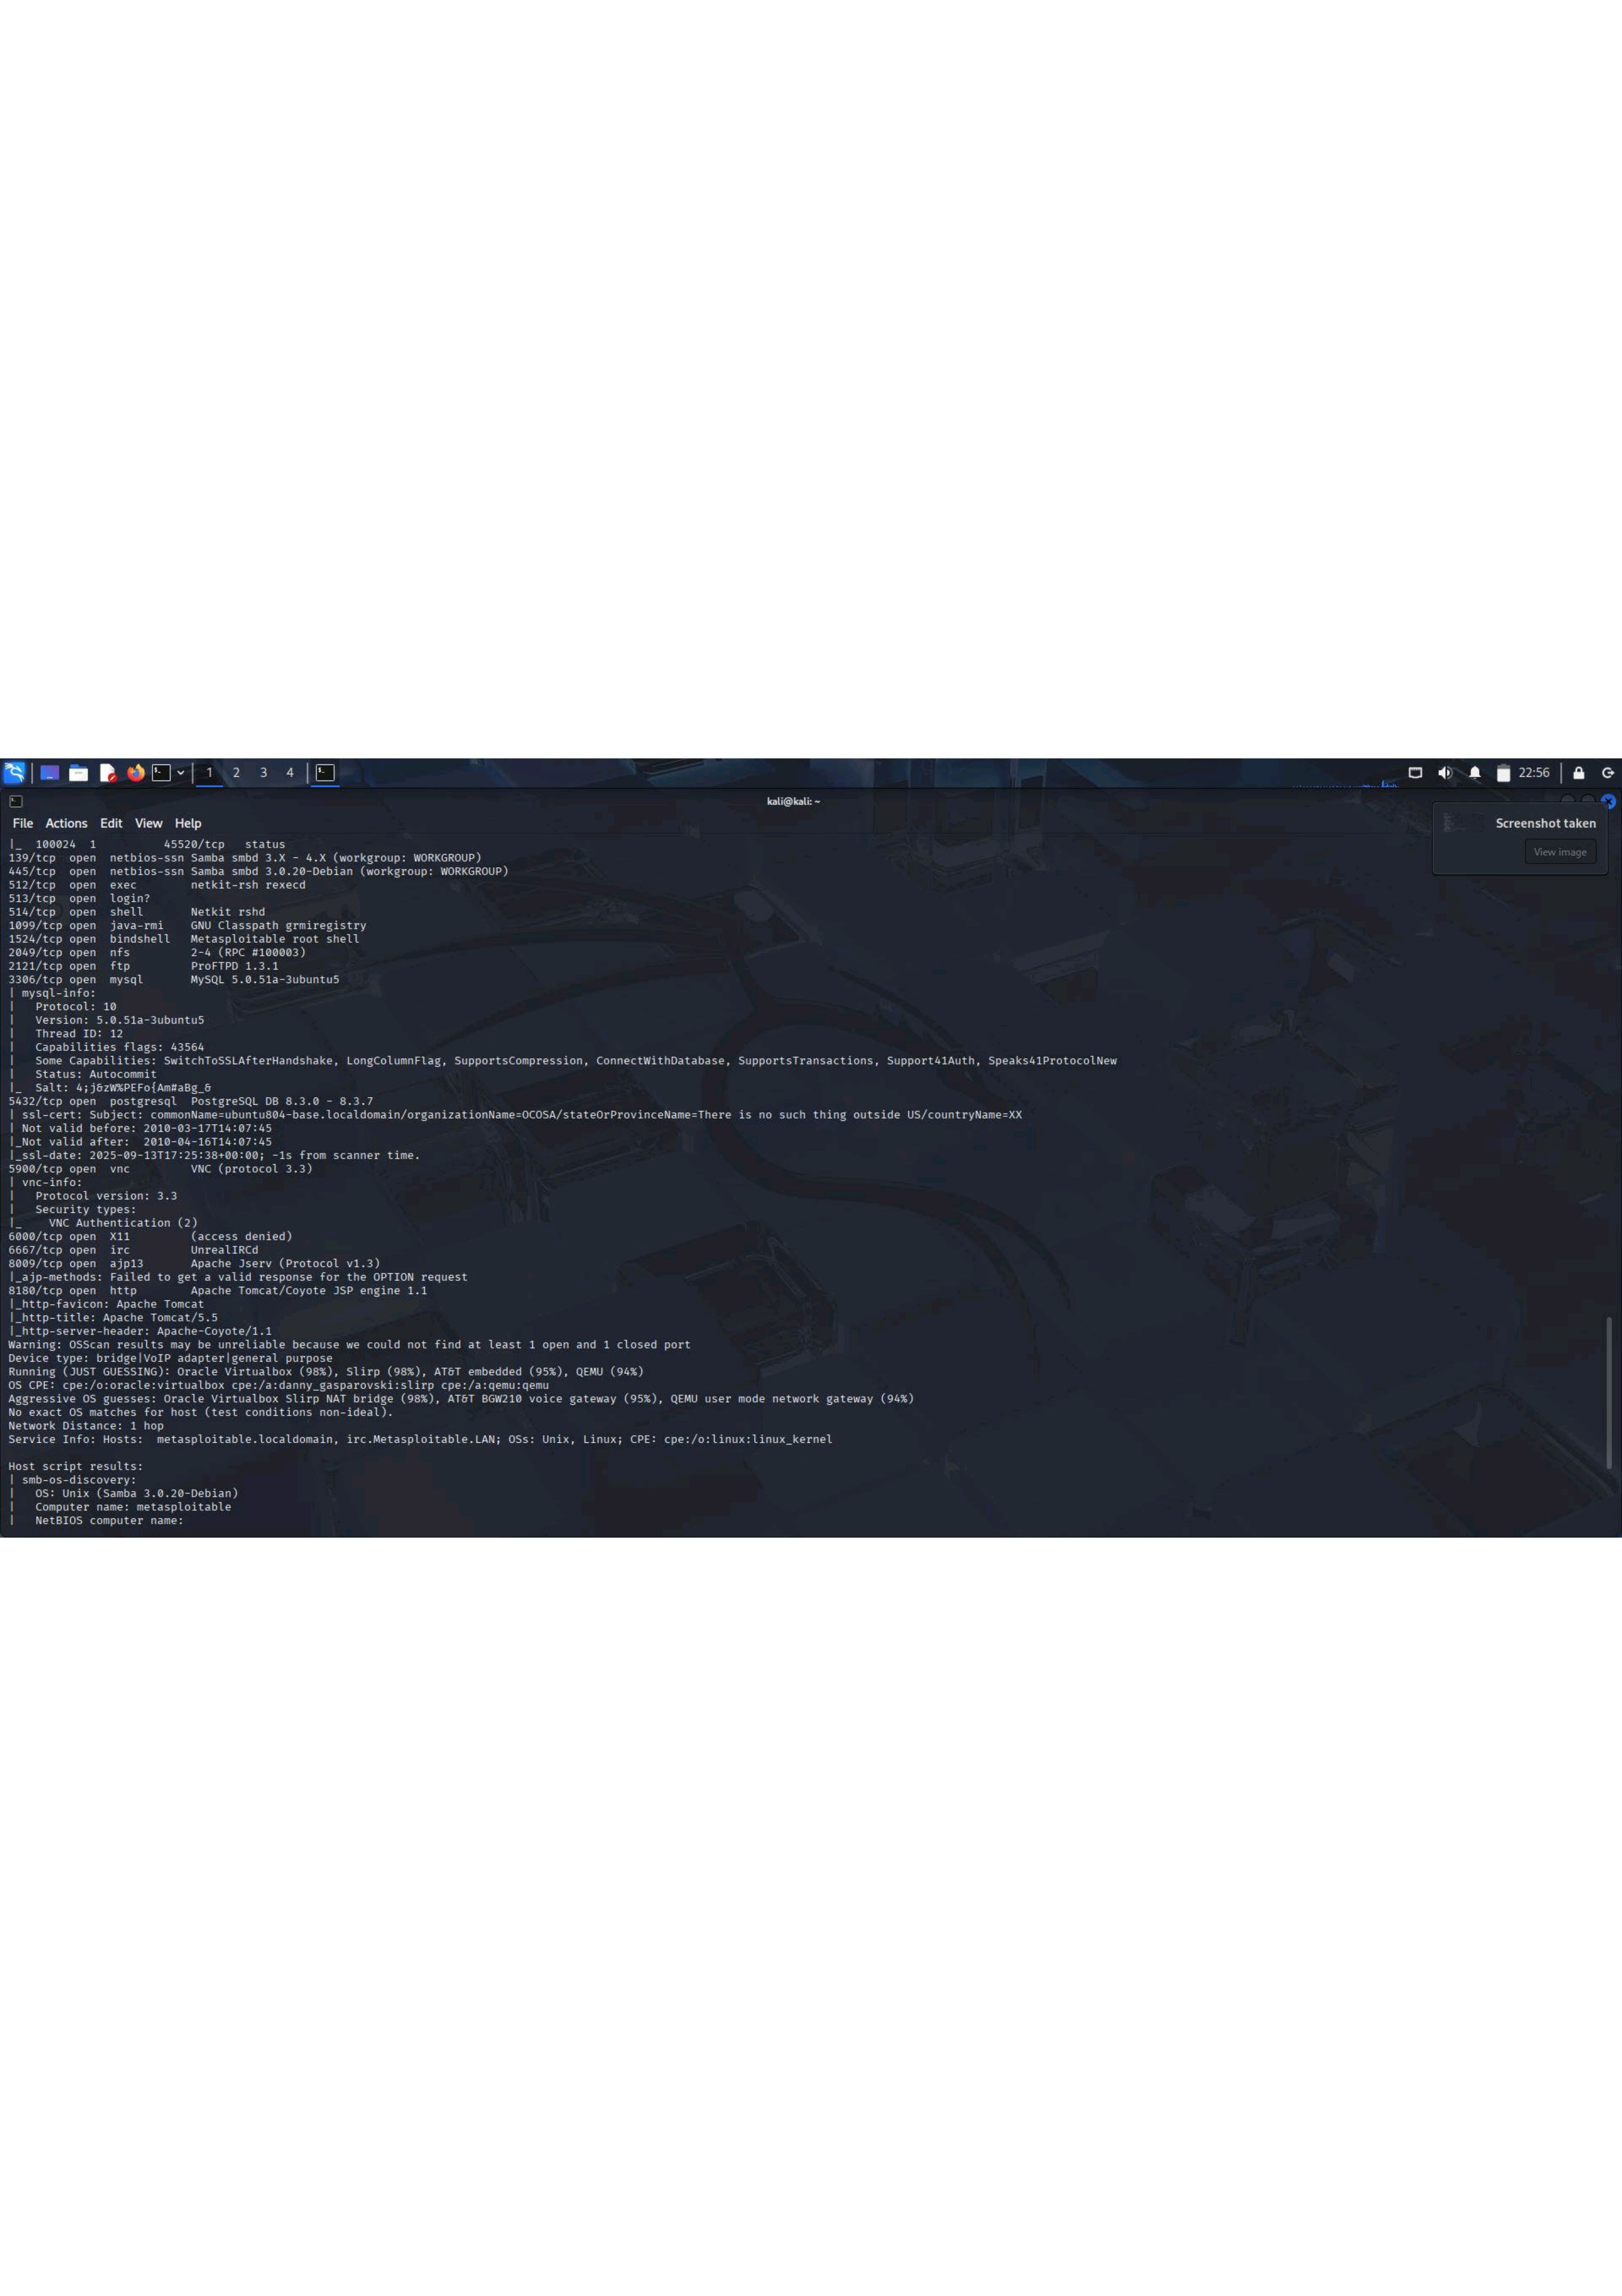 1 2 3 4
22:56
kali@kali: ~
File Actions Edit View Help
Screenshot taken
View image
|_  100024  1          45520/tcp   status
139/tcp  open  netbios-ssn Samba smbd 3.X - 4.X (workgroup: WORKGROUP)
445/tcp  open  netbios-ssn Samba smbd 3.0.20-Debian (workgroup: WORKGROUP)
512/tcp  open  exec        netkit-rsh rexecd
513/tcp  open  login?
514/tcp  open  shell       Netkit rshd
1099/tcp open  java-rmi    GNU Classpath grmiregistry
1524/tcp open  bindshell   Metasploitable root shell
2049/tcp open  nfs         2-4 (RPC #100003)
2121/tcp open  ftp         ProFTPD 1.3.1
3306/tcp open  mysql       MySQL 5.0.51a-3ubuntu5
| mysql-info:
|   Protocol: 10
|   Version: 5.0.51a-3ubuntu5
|   Thread ID: 12
|   Capabilities flags: 43564
|   Some Capabilities: SwitchToSSLAfterHandshake, LongColumnFlag, SupportsCompression, ConnectWithDatabase, SupportsTransactions, Support41Auth, Speaks41ProtocolNew
|   Status: Autocommit
|_  Salt: 4;j&zW%PEFo{Am#aBg_&
5432/tcp open  postgresql  PostgreSQL DB 8.3.0 - 8.3.7
| ssl-cert: Subject: commonName=ubuntu804-base.localdomain/organizationName=OCOSA/stateOrProvinceName=There is no such thing outside US/countryName=XX
| Not valid before: 2010-03-17T14:07:45
|_Not valid after:  2010-04-16T14:07:45
|_ssl-date: 2025-09-13T17:25:38+00:00; -1s from scanner time.
5900/tcp open  vnc         VNC (protocol 3.3)
| vnc-info:
|   Protocol version: 3.3
|   Security types:
|_    VNC Authentication (2)
6000/tcp open  X11         (access denied)
6667/tcp open  irc         UnrealIRCd
8009/tcp open  ajp13       Apache Jserv (Protocol v1.3)
|_ajp-methods: Failed to get a valid response for the OPTION request
8180/tcp open  http        Apache Tomcat/Coyote JSP engine 1.1
|_http-favicon: Apache Tomcat
|_http-title: Apache Tomcat/5.5
|_http-server-header: Apache-Coyote/1.1
Warning: OSScan results may be unreliable because we could not find at least 1 open and 1 closed port
Device type: bridge|VoIP adapter|general purpose
Running (JUST GUESSING): Oracle Virtualbox (98%), Slirp (98%), AT&T embedded (95%), QEMU (94%)
OS CPE: cpe:/o:oracle:virtualbox cpe:/a:danny_gasparovski:slirp cpe:/a:qemu:qemu
Aggressive OS guesses: Oracle Virtualbox Slirp NAT bridge (98%), AT&T BGW210 voice gateway (95%), QEMU user mode network gateway (94%)
No exact OS matches for host (test conditions non-ideal).
Network Distance: 1 hop
Service Info: Hosts:  metasploitable.localdomain, irc.Metasploitable.LAN; OSs: Unix, Linux; CPE: cpe:/o:linux:linux_kernel
Host script results:
| smb-os-discovery:
|   OS: Unix (Samba 3.0.20-Debian)
|   Computer name: metasploitable
|   NetBIOS computer name: